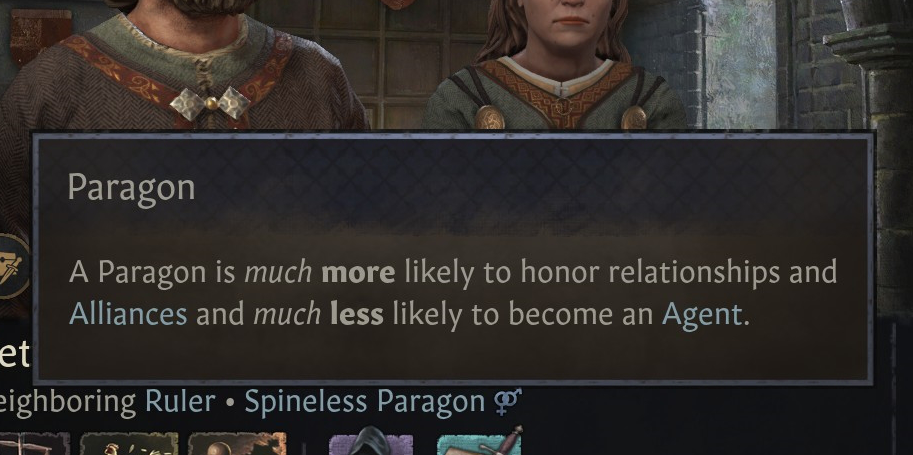 Paragon
A Paragon is much more likely to honor relationships and
Alliances and much less likely to become an Agent.
et
eighboring Ruler • Spineless Paragon